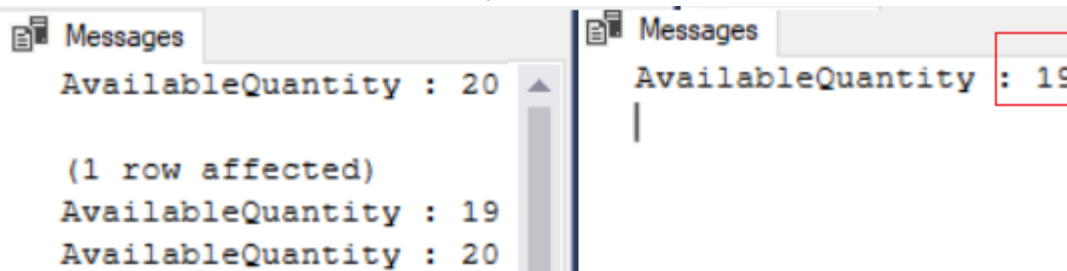 Messages
AvailableQuantity : 20
(1 row affected)
AvailableQuantity : 19
AvailableQuantity : 20
Messages
AvailableQuantity : 19